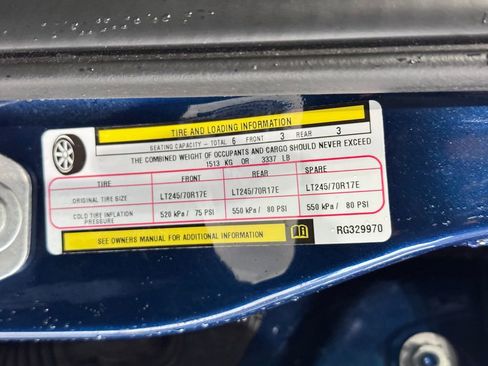 TIRE AND LOADING INFORMATION
SEATING CAPACITY - TOTAL 6 FRONT 3 REAR 3
THE COMBINED WEIGHT OF OCCUPANTS AND CARGO SHOULD NEVER EXCEED
1513 KG OR 3337 LB
TIRE FRONT REAR SPARE
ORIGINAL TIRE SIZE LT245/70R17E LT245/70R17E LT245/70R17E
COLD TIRE INFLATION PRESSURE 520 kPa / 75 PSI 550 kPa / 80 PSI 550 kPa / 80 PSI
SEE OWNERS MANUAL FOR ADDITIONAL INFORMATION RG329970